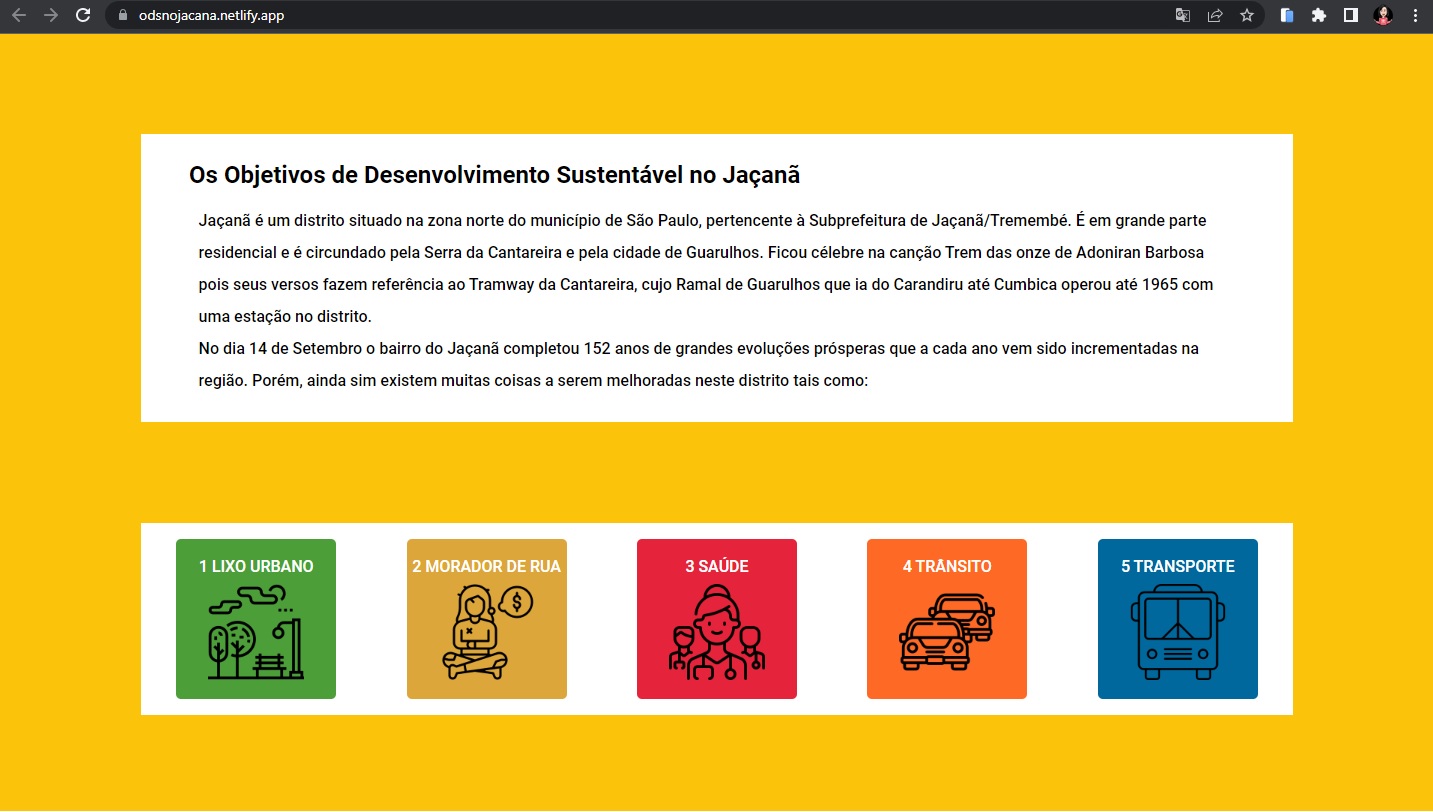 odsnojacana.netlify.app
Os Objetivos de Desenvolvimento Sustentável no Jaçanã
Jaçanã é um distrito situado na zona norte do município de São Paulo, pertencente à Subprefeitura de Jaçanã/Tremembé. É em grande parte
residencial e é circundado pela Serra da Cantareira e pela cidade de Guarulhos. Ficou célebre na canção Trem das onze de Adoniran Barbosa
pois seus versos fazem referência ao Tramway da Cantareira, cujo Ramal de Guarulhos que ia do Carandiru até Cumbica operou até 1965 com
uma estação no distrito.
No dia 14 de Setembro o bairro do Jaçanã completou 152 anos de grandes evoluções prósperas que a cada ano vem sido incrementadas na
região. Porém, ainda sim existem muitas coisas a serem melhoradas neste distrito tais como:
1 LIXO URBANO
2 MORADOR DE RUA
$
3 SAÚDE
4 TRÂNSITO
5 TRANSPORTE